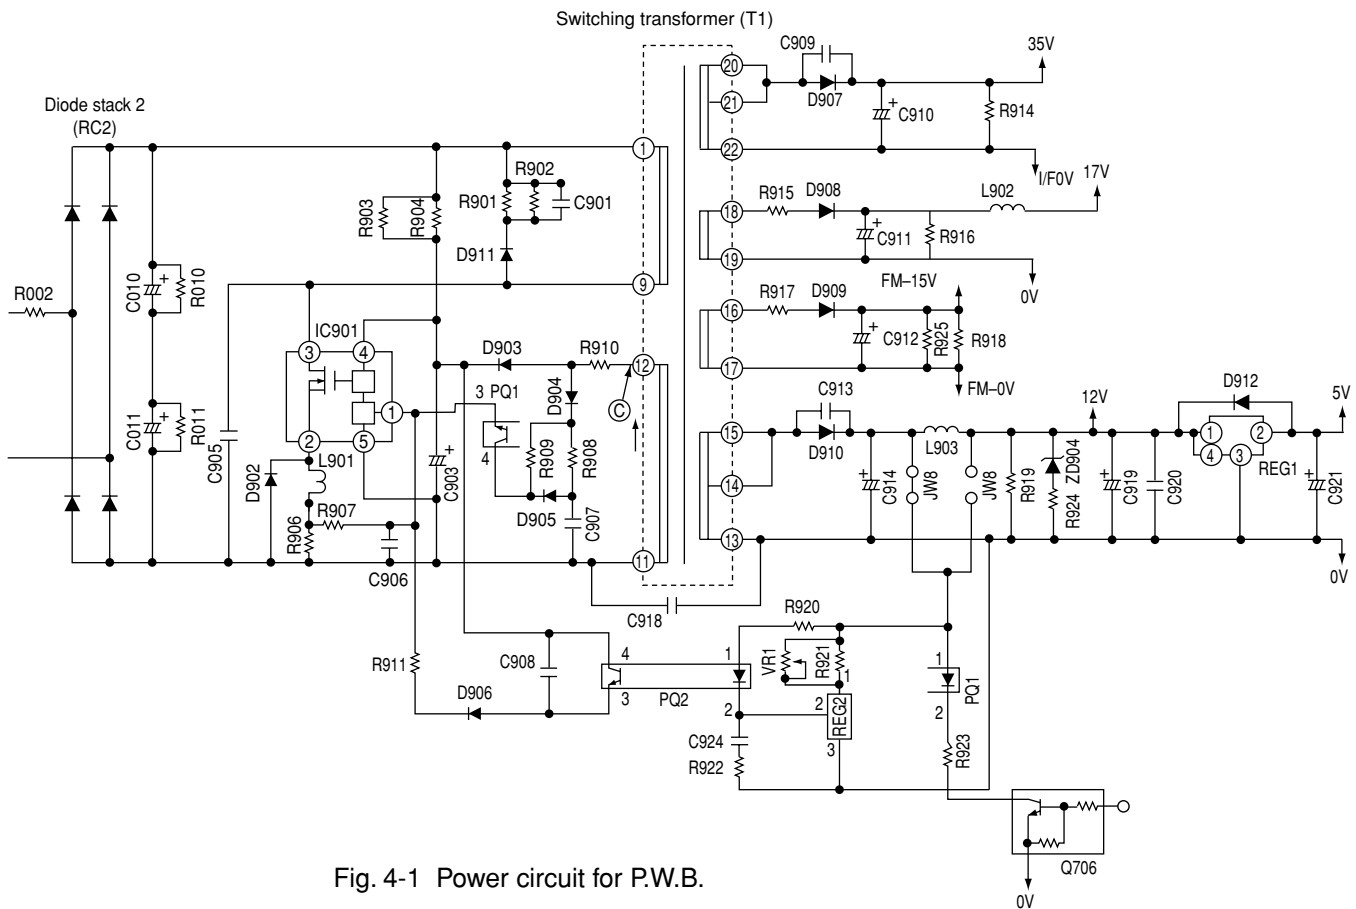 Switching transformer (T1)
C909
35V
20
21
22
D907
C910
R914
Diode stack 2
(RC2)
1
I/F0V
17V
R902
R901
C901
R903
R904
R915
D908
L902
18
C911
R916
19
D911
R002
C010
R010
9
FM–15V
0V
IC901
R917
D909
16
3
4
C912
R925
R918
17
D903
R910
12
FM–0V
C
D904
3 PQ1
4
1
2
5
C011
R011
C905
D902
L901
C903
R909
R908
D905
C907
R907
R906
C906
11
C913
12V
D912
5V
15
D910
L903
1
2
4
3
REG1
14
C914
JW8
JW8
R919
ZD904
R924
C919
C920
C921
13
0V
C918
R920
R911
C908
4
3
PQ2
1
2
VR1
R921
1
2
REG2
3
1
PQ1
2
D906
C924
R922
R923
Q706
0V
Fig. 4-1 Power circuit for P.W.B.